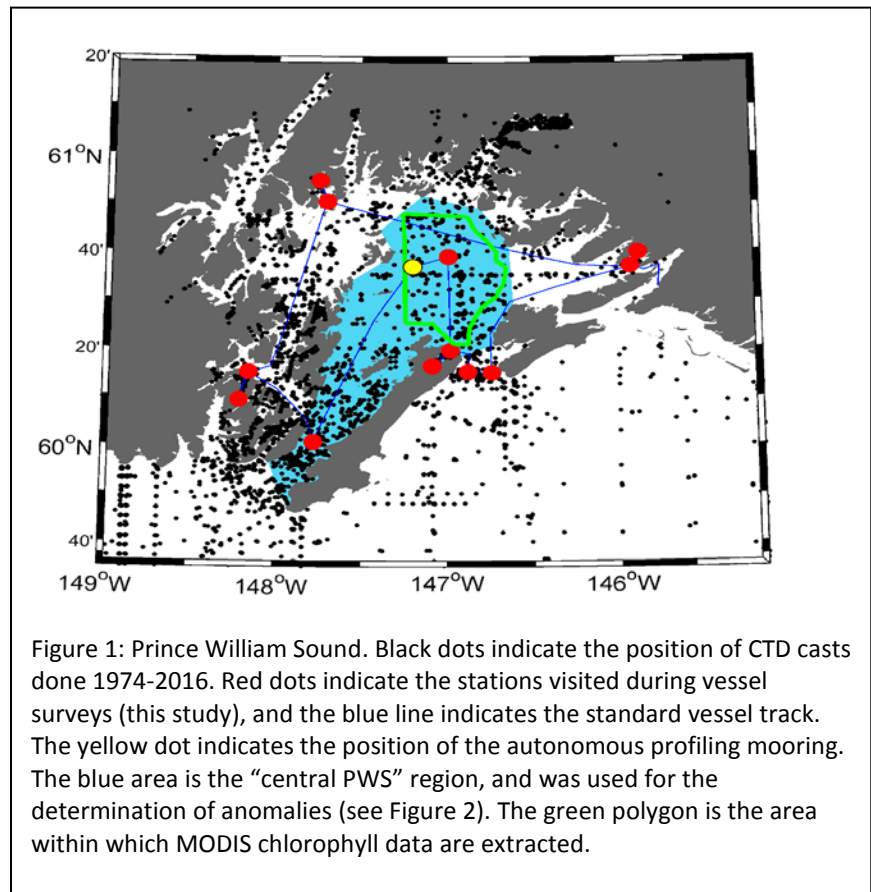 20'
61°N
40'
20'
60°N
40'
149°W
148°W
147°W
146°W
Figure 1: Prince William Sound. Black dots indicate the position of CTD casts
done 1974-2016. Red dots indicate the stations visited during vessel
surveys (this study), and the blue line indicates the standard vessel track.
The yellow dot indicates the position of the autonomous profiling mooring.
The blue area is the “central PWS” region, and was used for the
determination of anomalies (see Figure 2). The green polygon is the area
within which MODIS chlorophyll data are extracted.